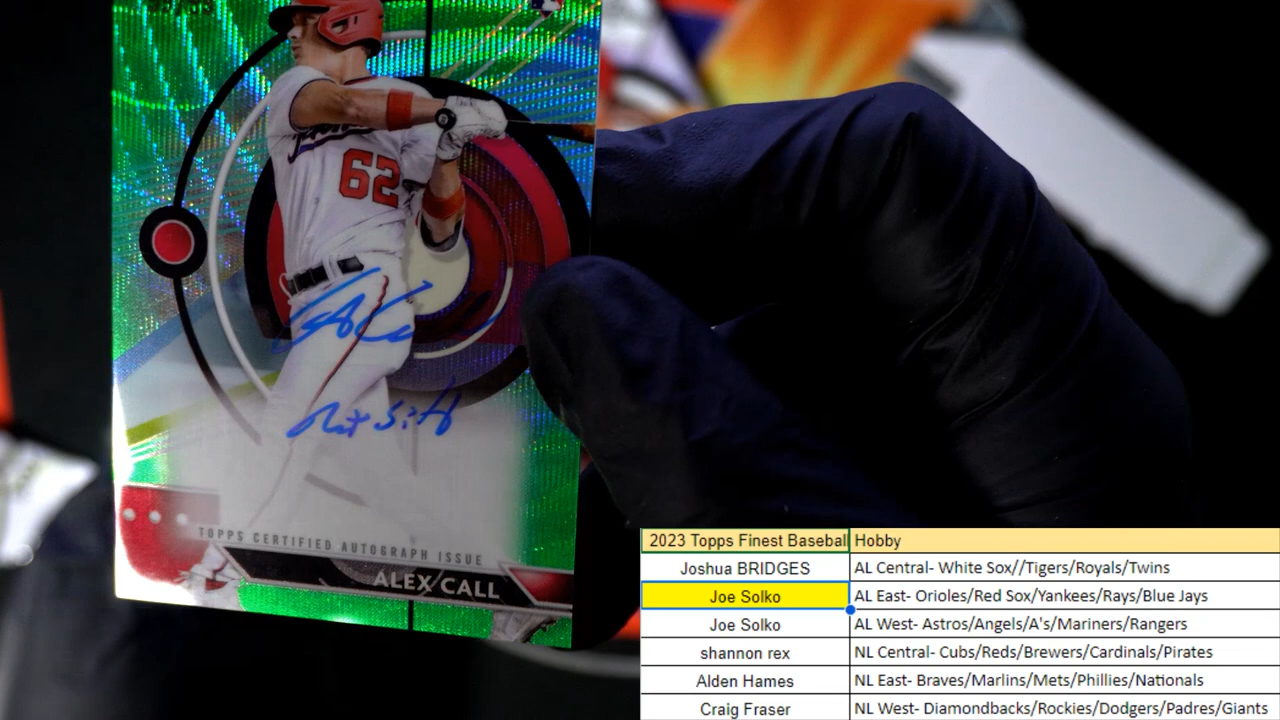 62
TOPPS CERTIFIED AUTOGRAPH ISSUE
ALEX CALL
2023 Topps Finest Baseball Hobby
Joshua BRIDGES AL Central- White Sox//Tigers/Royals/Twins
Joe Solko AL East- Orioles/Red Sox/Yankees/Rays/Blue Jays
Joe Solko AL West- Astros/Angels/A's/Mariners/Rangers
shannon rex NL Central- Cubs/Reds/Brewers/Cardinals/Pirates
Alden Hames NL East- Braves/Marlins/Mets/Phillies/Nationals
Craig Fraser NL West- Diamondbacks/Rockies/Dodgers/Padres/Giants